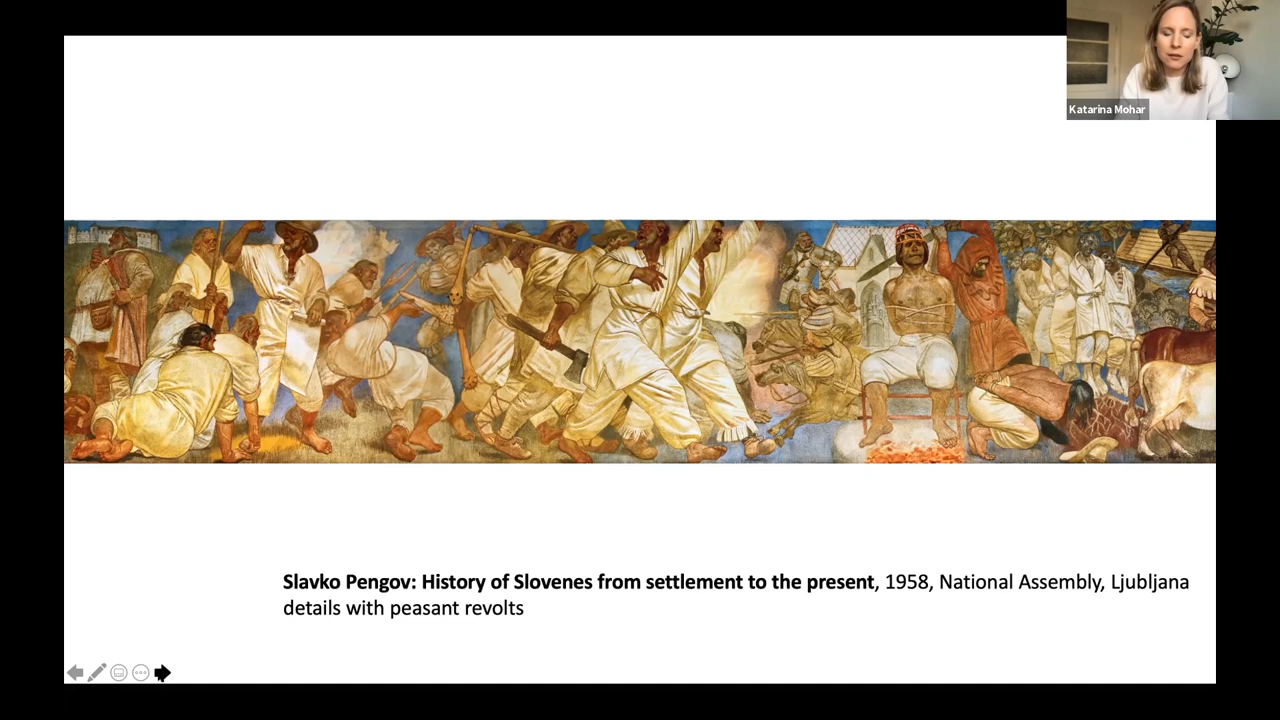 Katarina Mohar
Slavko Pengov: History of Slovenes from settlement to the present, 1958, National Assembly, Ljubljana
details with peasant revolts